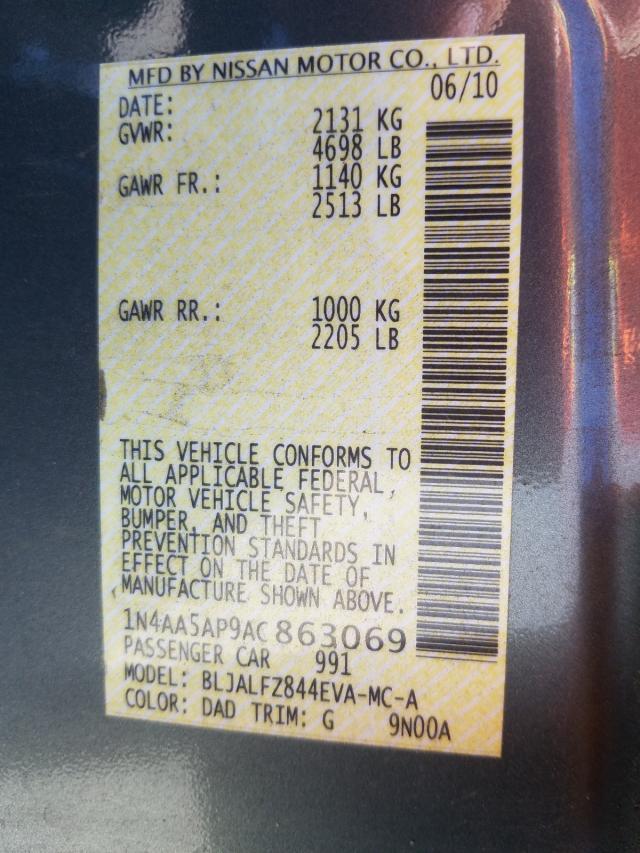 MFD BY NISSAN MOTOR CO., LTD.
DATE: 06/10
GVWR: 2131 KG
4698 LB
GAWR FR.: 1140 KG
2513 LB
GAWR RR.: 1000 KG
2205 LB
THIS VEHICLE CONFORMS TO
ALL APPLICABLE FEDERAL,
MOTOR VEHICLE SAFETY,
BUMPER, AND THEFT
PREVENTION STANDARDS IN
EFFECT ON THE DATE OF
MANUFACTURE SHOWN ABOVE.
1N4AA5AP9AC863069
PASSENGER CAR 991
MODEL: BLJALFZ844EVA-MC-A
COLOR: DAD TRIM: G 9N00A